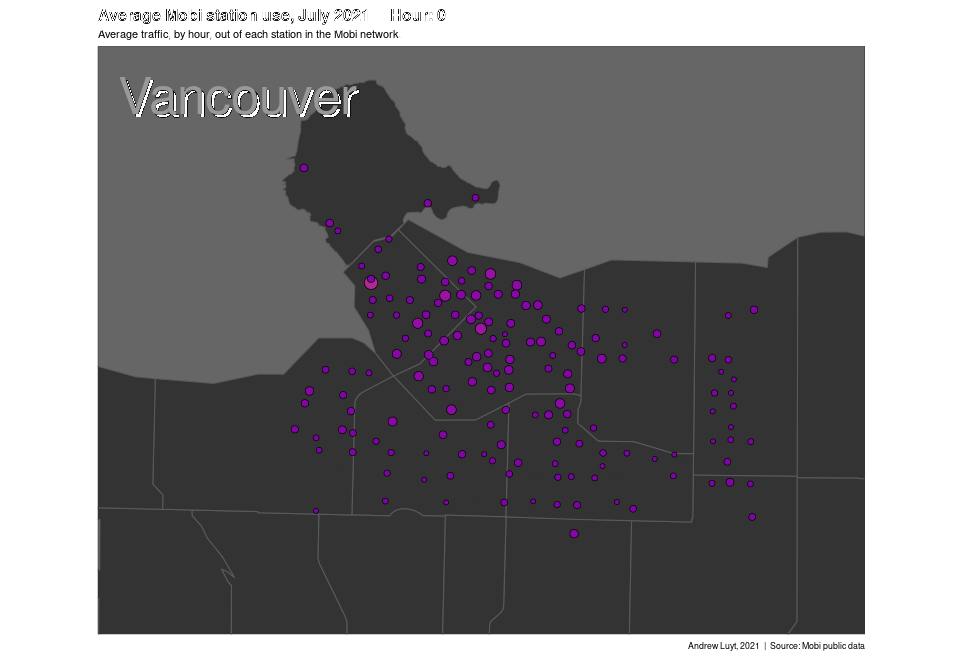 Average Mobi station use, July 2021 Hour: 0
Average traffic, by hour, out of each station in the Mobi network
Vancouver
Andrew Luyt, 2021 | Source: Mobi public data